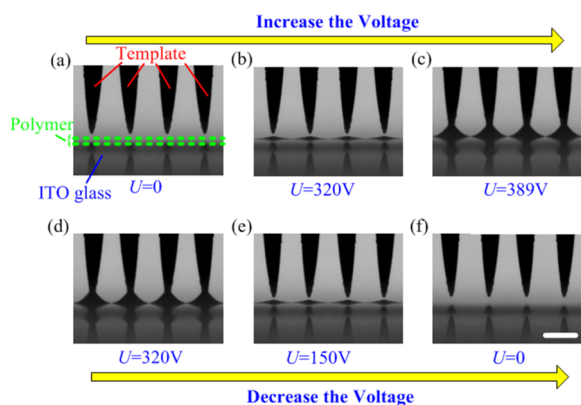 Increase the Voltage
(a)
Template
(b)
(c)
Polymer
ITO glass
U=0
U=320V
U=389V
(d)
(e)
(f)
U=320V
U=150V
U=0
Decrease the Voltage